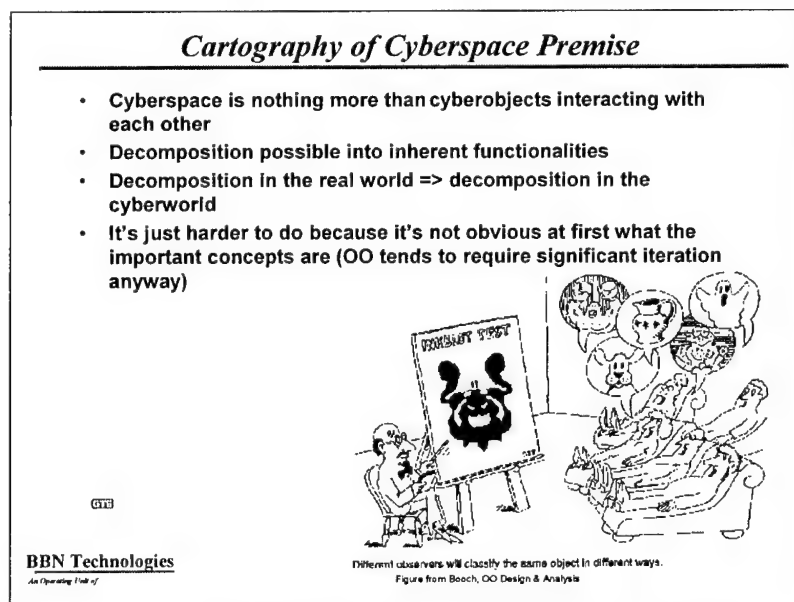 Cartography of Cyberspace Premise
• Cyberspace is nothing more than cyberobjects interacting with
each other
• Decomposition possible into inherent functionalities
• Decomposition in the real world => decomposition in the
cyberworld
• It's just harder to do because it's not obvious at first what the
important concepts are (OO tends to require significant iteration
anyway)
INKBLOT TEST
GTE
BBN Technologies
An Operating Unit of
Different observers will classify the same object in different ways.
Figure from Booch, OO Design & Analysis